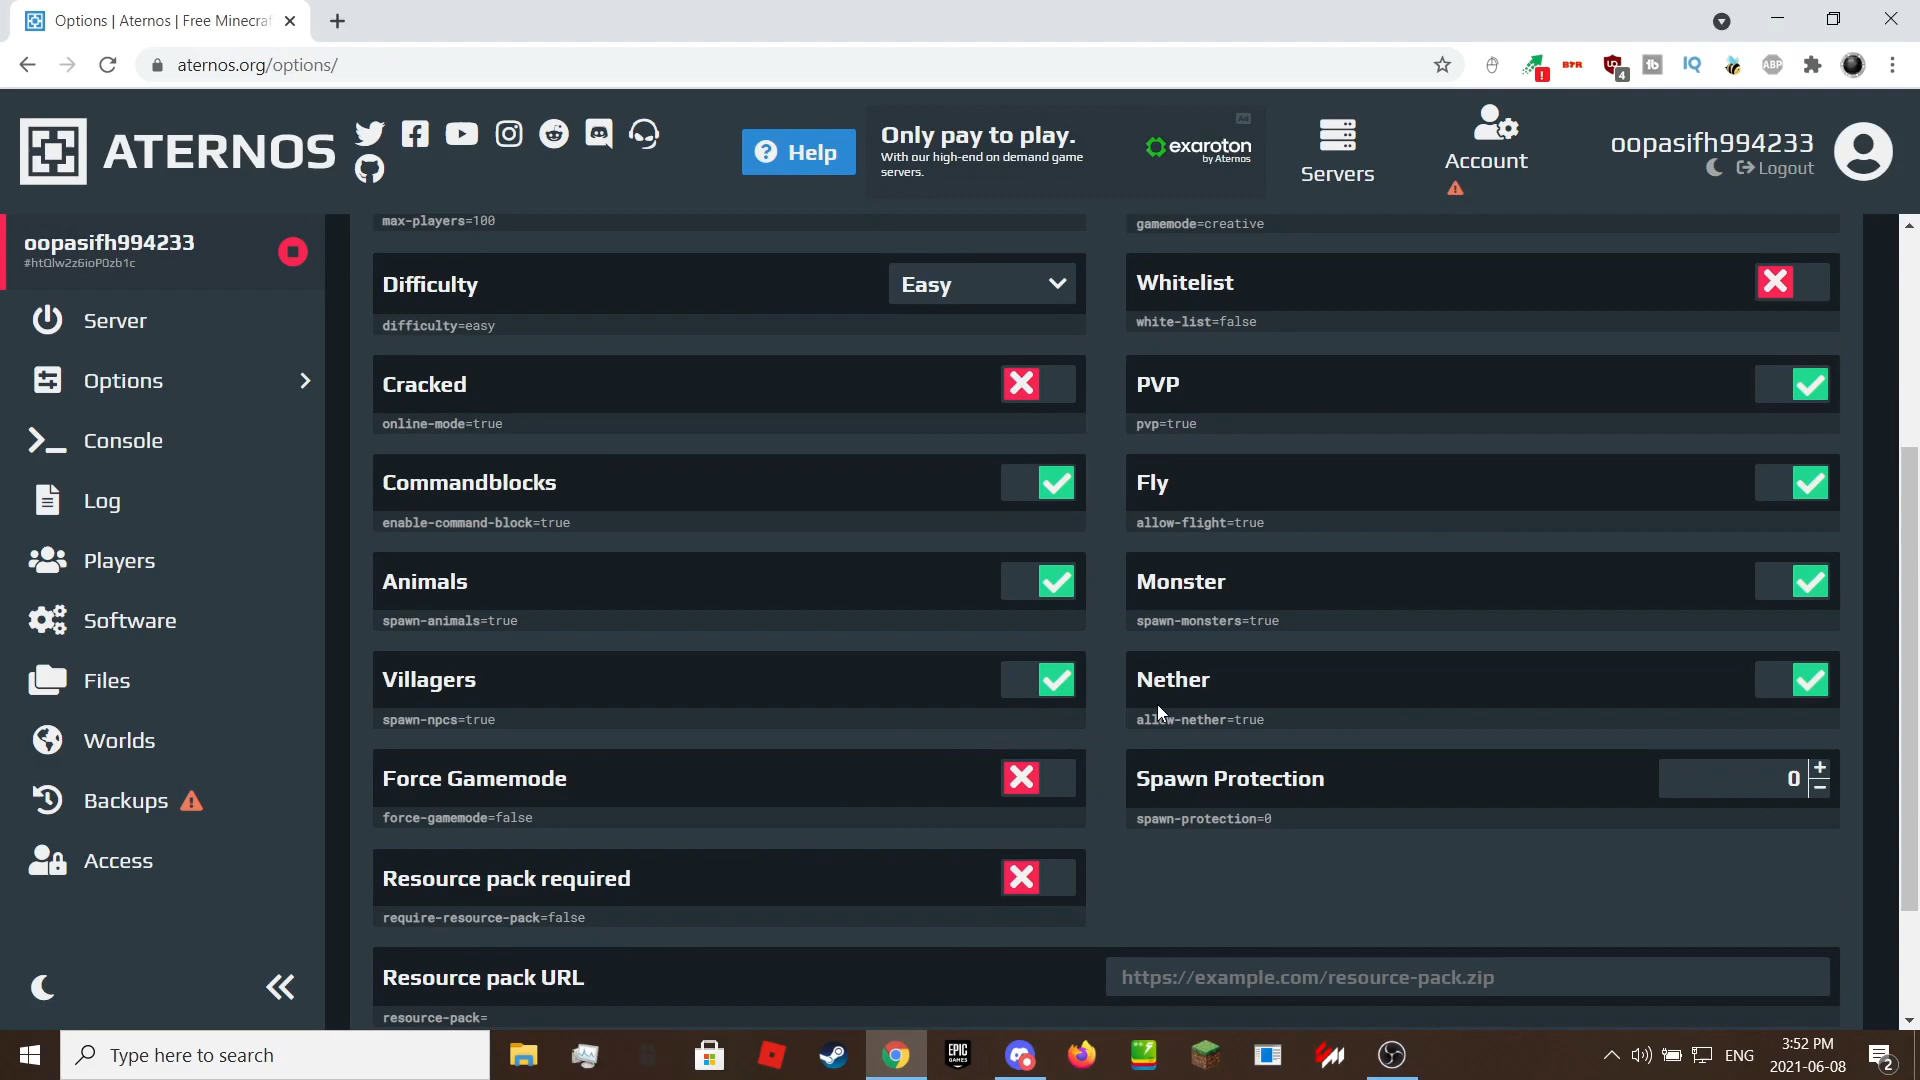 Options | Aternos | Free Minecra
aternos.org/options/
ATERNOS
Help
Only pay to play.
With our high-end on demand game
servers.
Ad
exaroton
by Aternos
Servers
Account
oopasifh994233
Logout
oopasifh994233
Server
Options
Console
Log
Players
Software
Files
Worlds
Backups
Access
max-players=100
gamemode=creative
Difficulty
Easy
difficulty=easy
Whitelist
white-list=false
Cracked
online-mode=true
PVP
pvp=true
Commandblocks
enable-command-block=true
Fly
allow-flight=true
Animals
spawn-animals=true
Monster
spawn-monsters=true
Villagers
spawn-npcs=true
Nether
allow-nether=true
Force Gamemode
force-gamemode=false
Spawn Protection
0
spawn-protection=0
Resource pack required
require-resource-pack=false
Resource pack URL
https://example.com/resource-pack.zip
resource-pack=
Type here to search
EPIC
GAMES
ENG
3:52 PM
2021-06-08
2